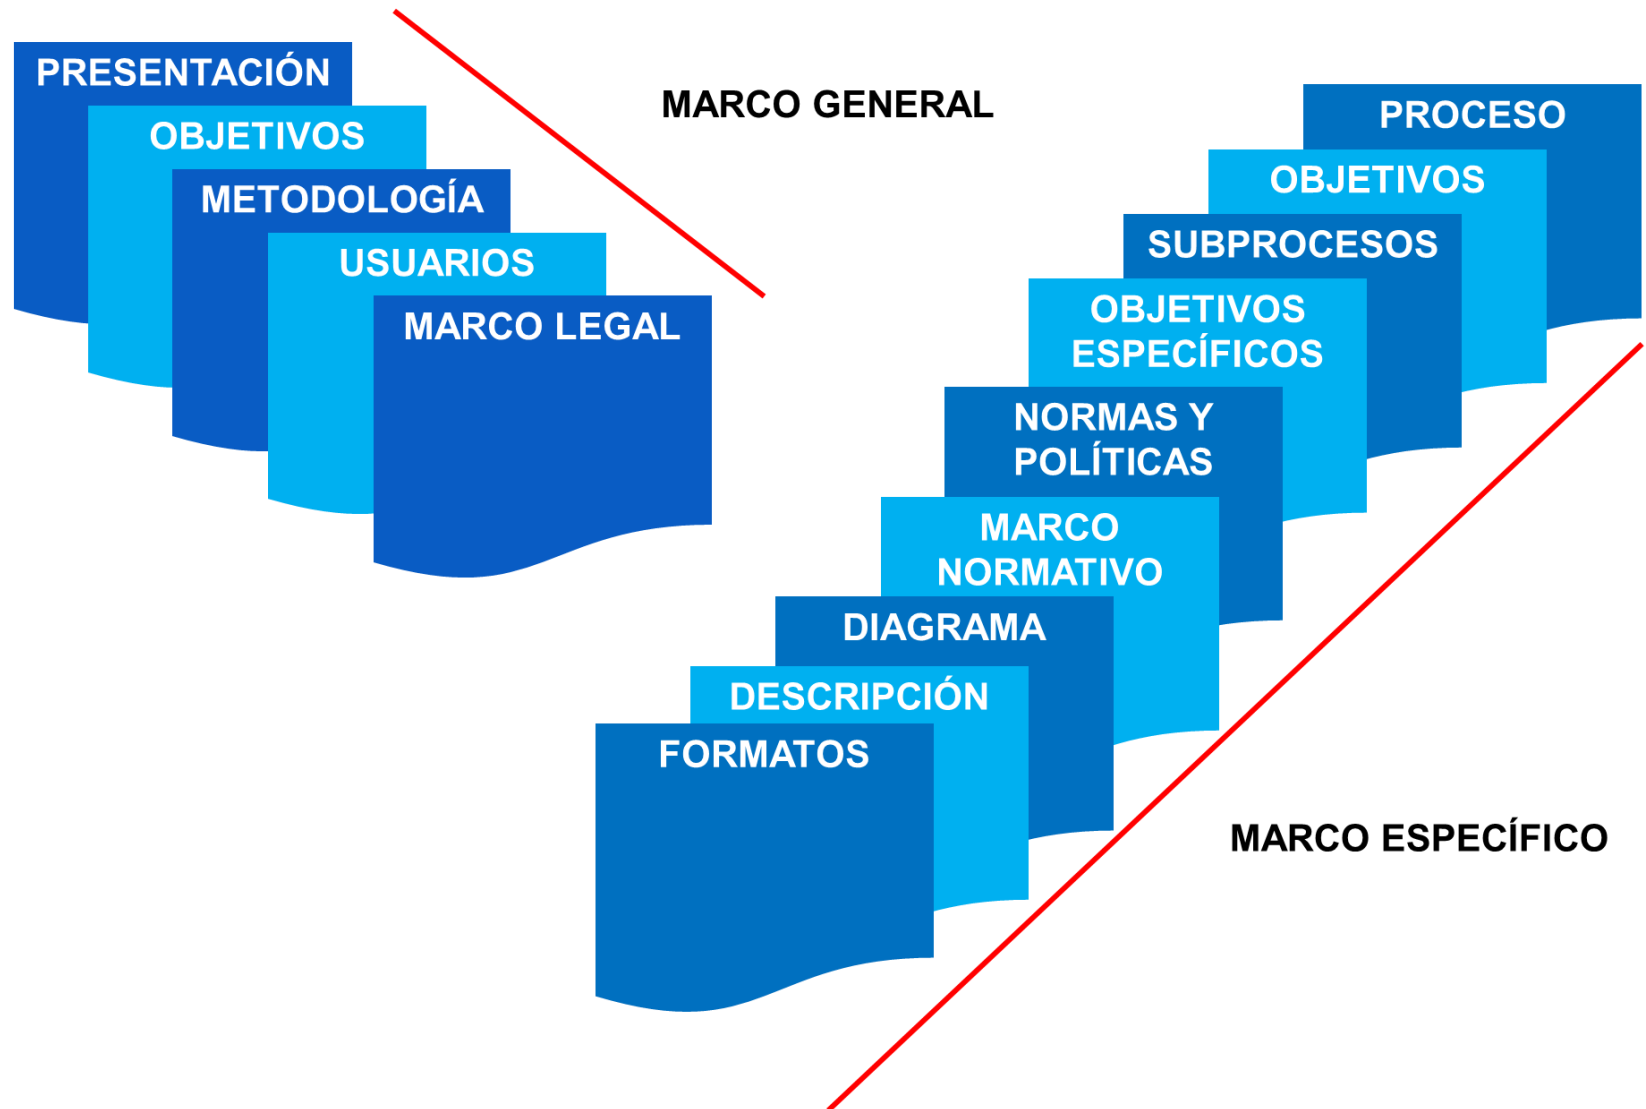 PRESENTACIÓN
OBJETIVOS
METODOLOGÍA
USUARIOS
MARCO LEGAL
MARCO GENERAL
PROCESO
OBJETIVOS
SUBPROCESOS
OBJETIVOS
ESPECÍFICOS
NORMAS Y
POLÍTICAS
MARCO
NORMATIVO
DIAGRAMA
DESCRIPCIÓN
FORMATOS
MARCO ESPECÍFICO